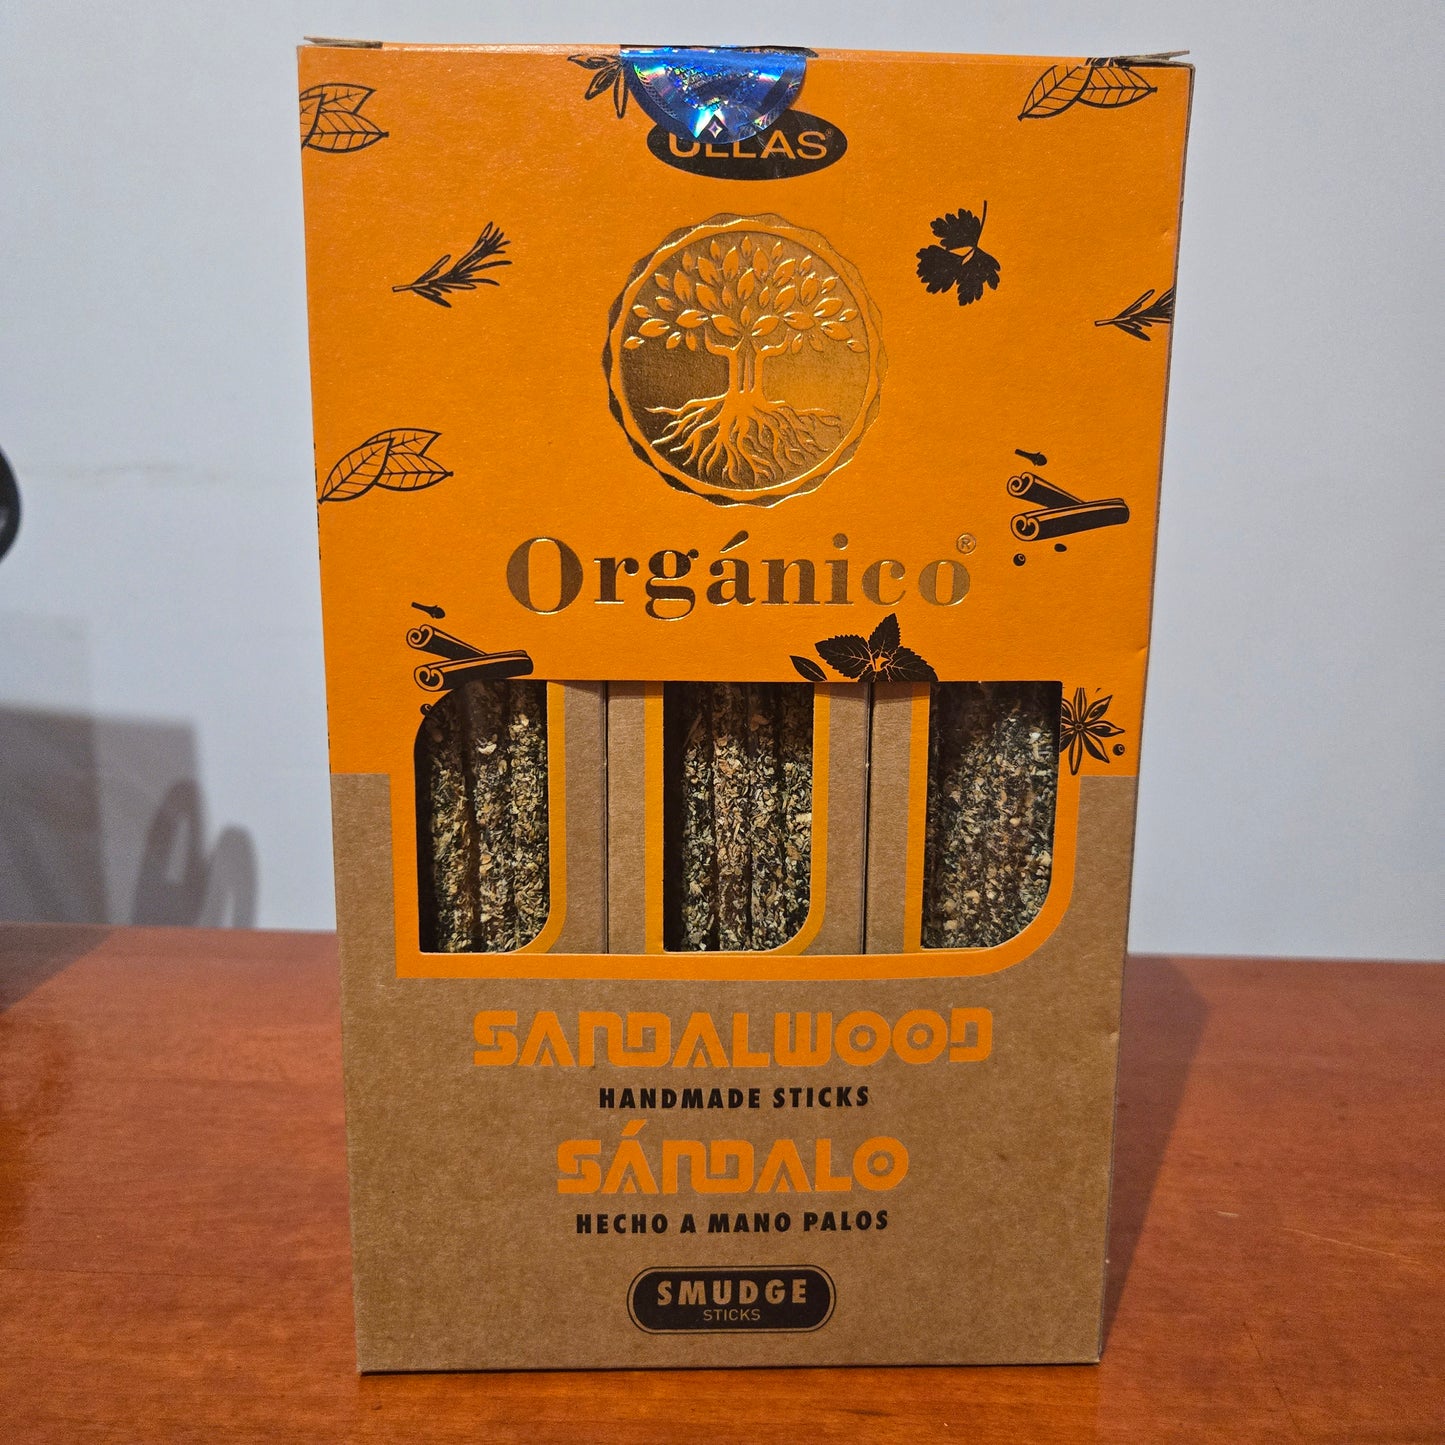 ULLAS®
Orgánico®
SANDALWOOD
HANDMADE STICKS
SÁNDALO
HECHO A MANO PALOS
SMUDGE
STICKS